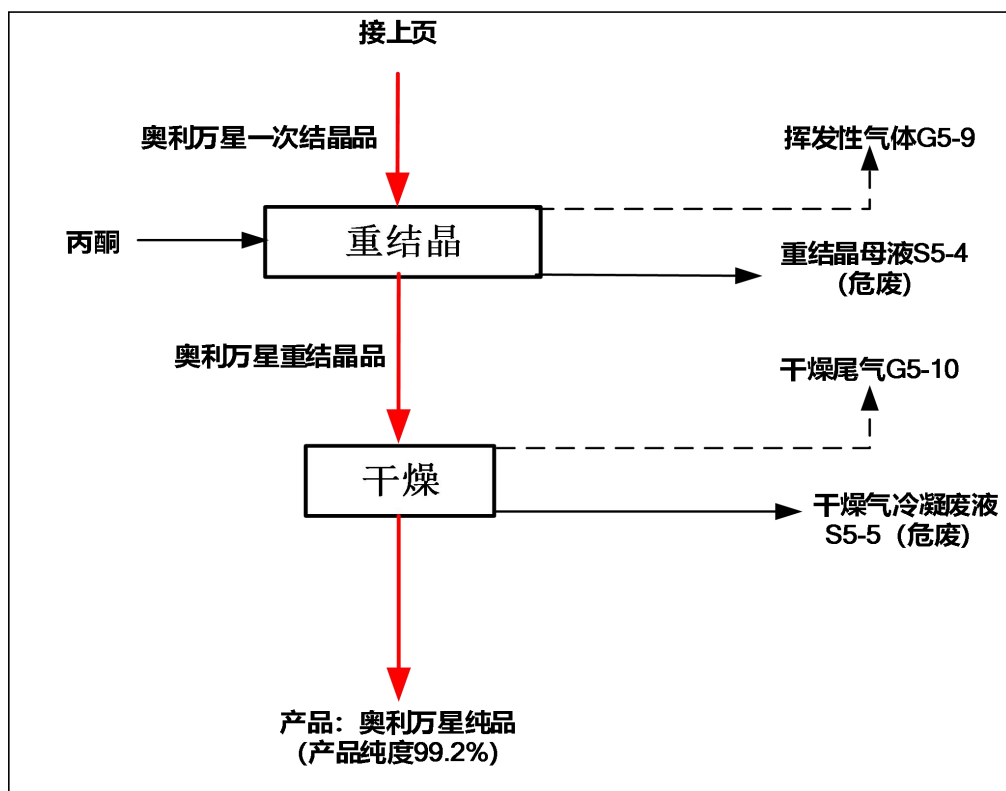 接上页
奥利万星一次结晶品
挥发性气体G5-9
丙酮
重结晶
重结晶母液S5-4
（危废）
奥利万星重结晶品
干燥尾气G5-10
干燥
干燥气冷凝废液
S5-5（危废）
产品：奥利万星纯品
（产品纯度99.2%）